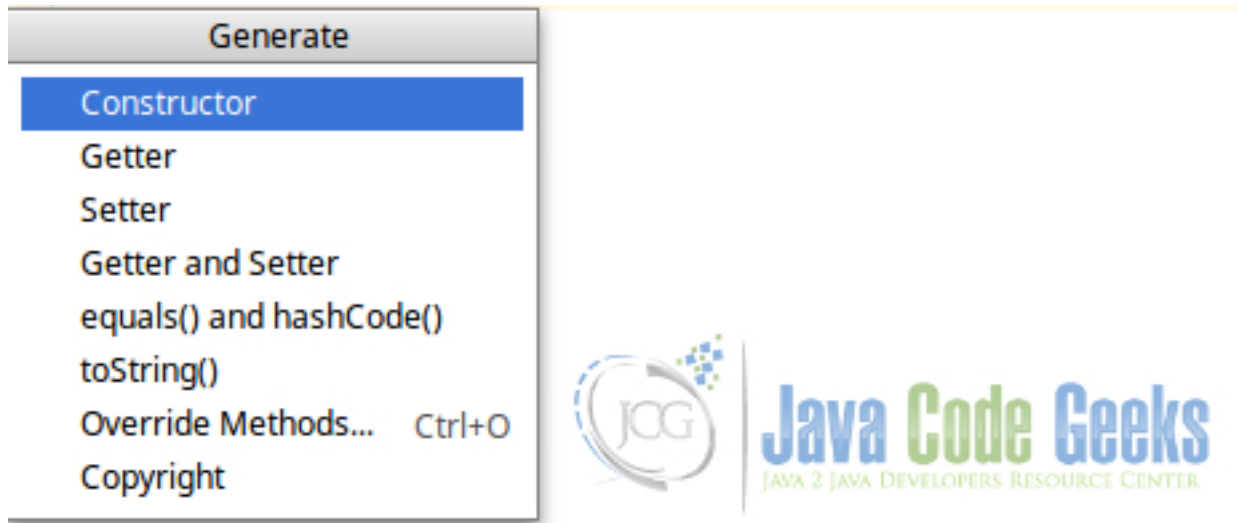 Generate
Constructor
Getter
Setter
Getter and Setter
equals() and hashCode()
toString()
Override Methods... Ctrl+O
Copyright
JCG
Java Code Geeks
JAVA 2 JAVA DEVELOPERS RESOURCE CENTER